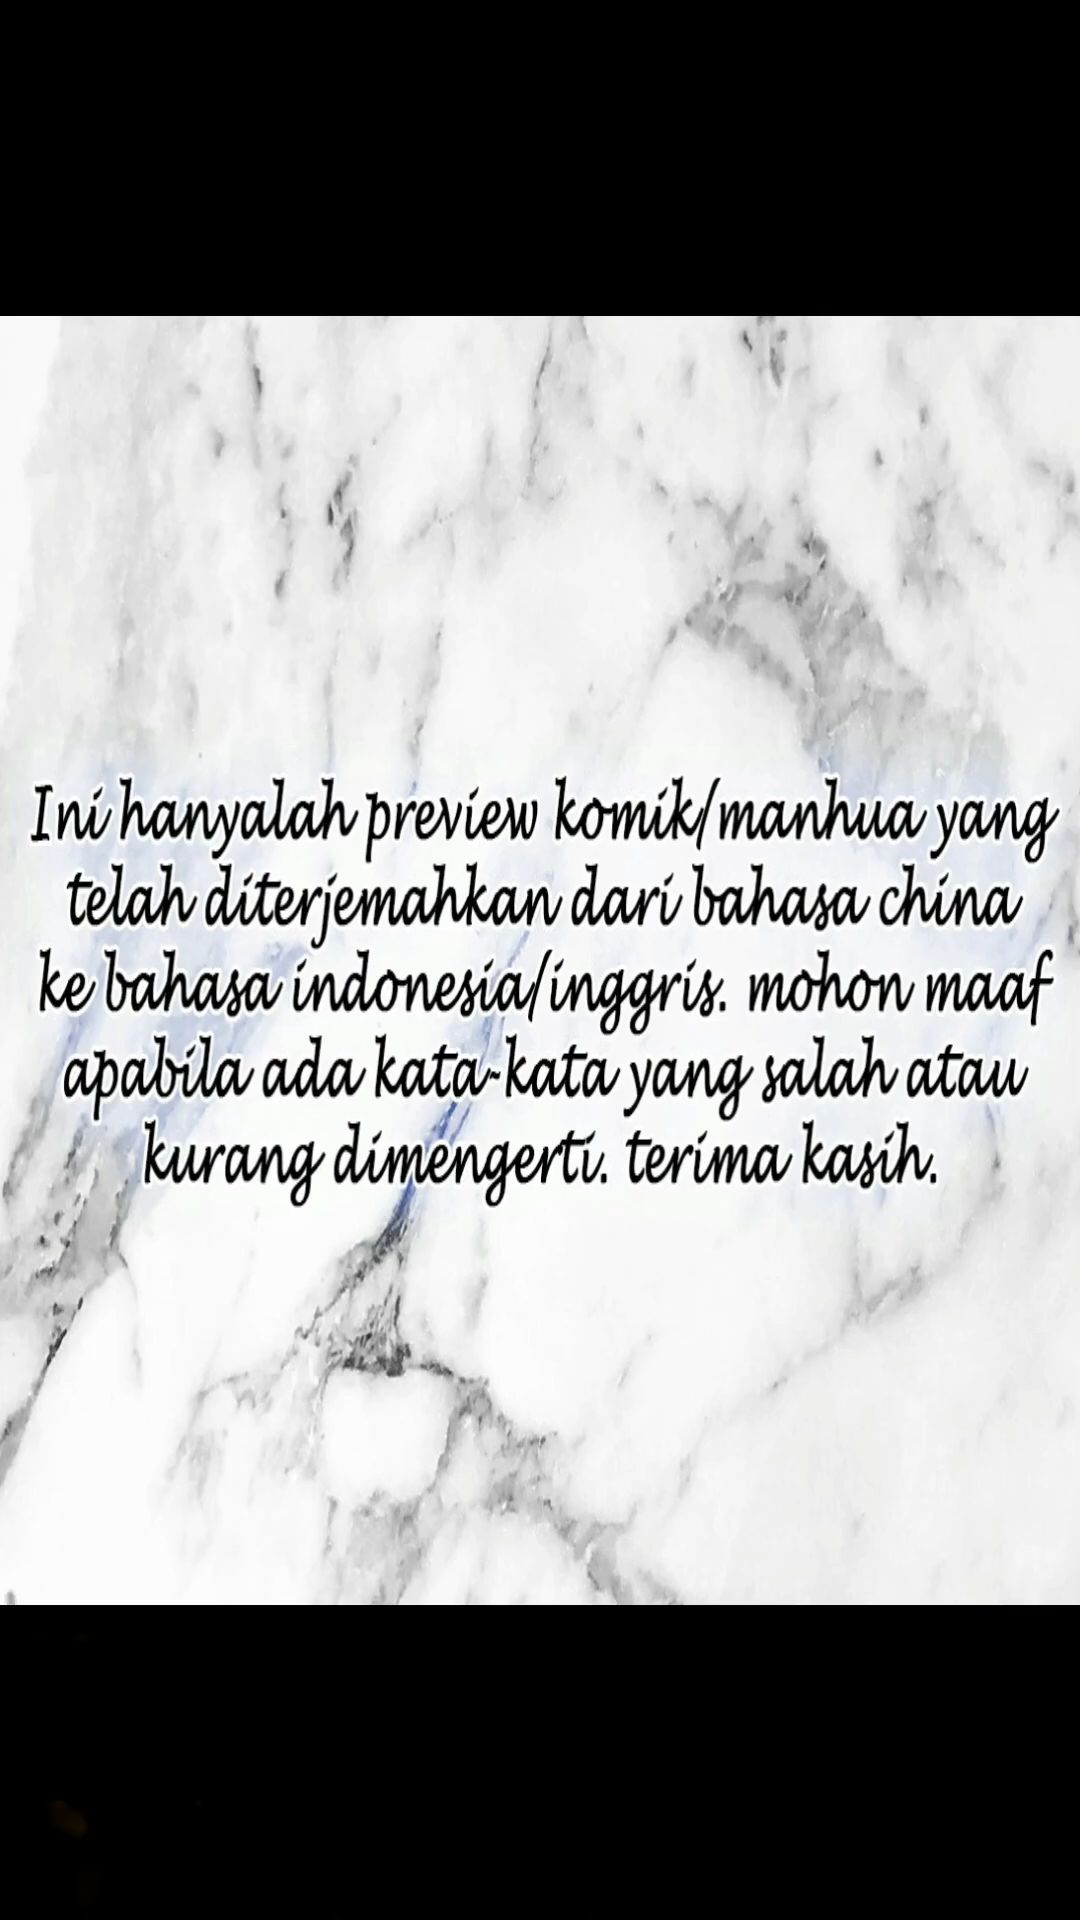 Ini hanyalah preview komik/manhua yang
telah diterjemahkan dari bahasa china
ke bahasa indonesia/inggris. mohon maaf
apabila ada kata-kata yang salah atau
kurang dimengerti. terima kasih.